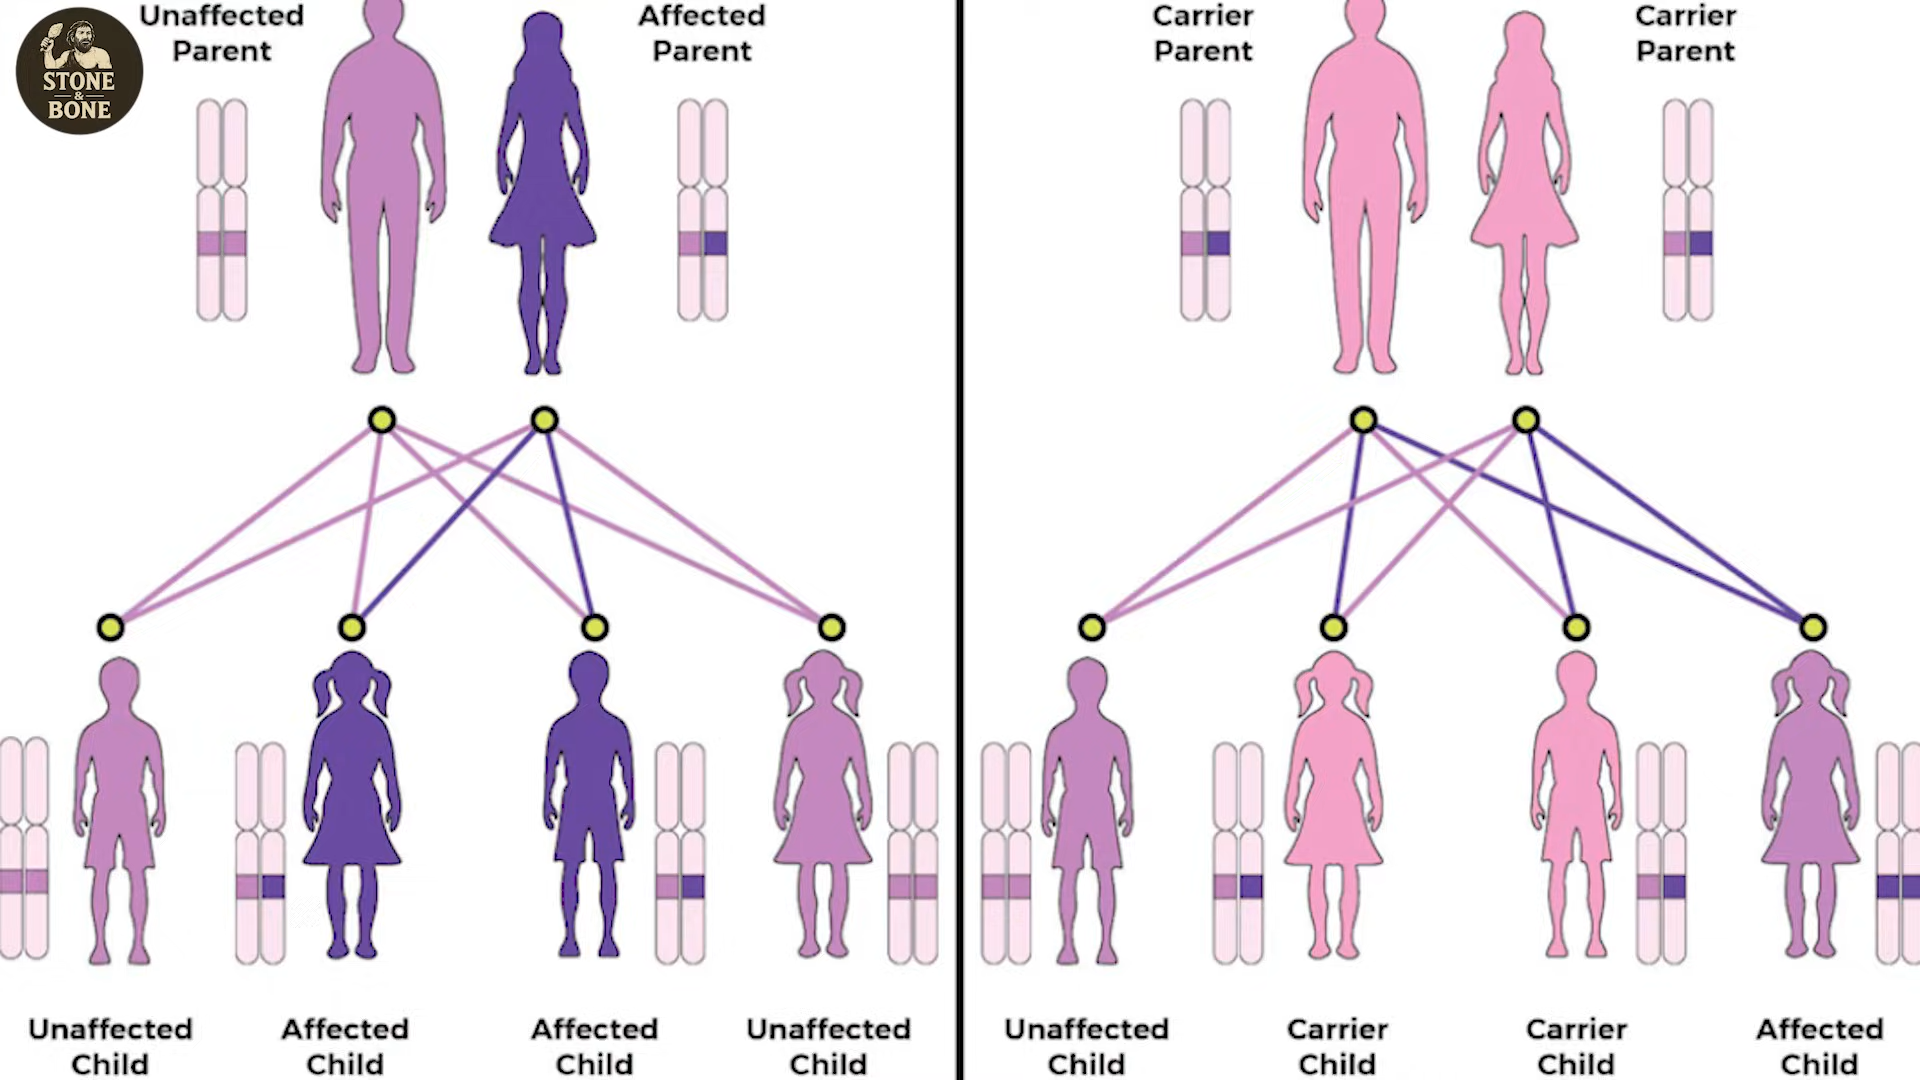 STONE
&
BONE
Unaffected
Parent
Affected
Parent
Carrier
Parent
Carrier
Parent
Unaffected
Child
Affected
Child
Affected
Child
Unaffected
Child
Unaffected
Child
Carrier
Child
Carrier
Child
Affected
Child